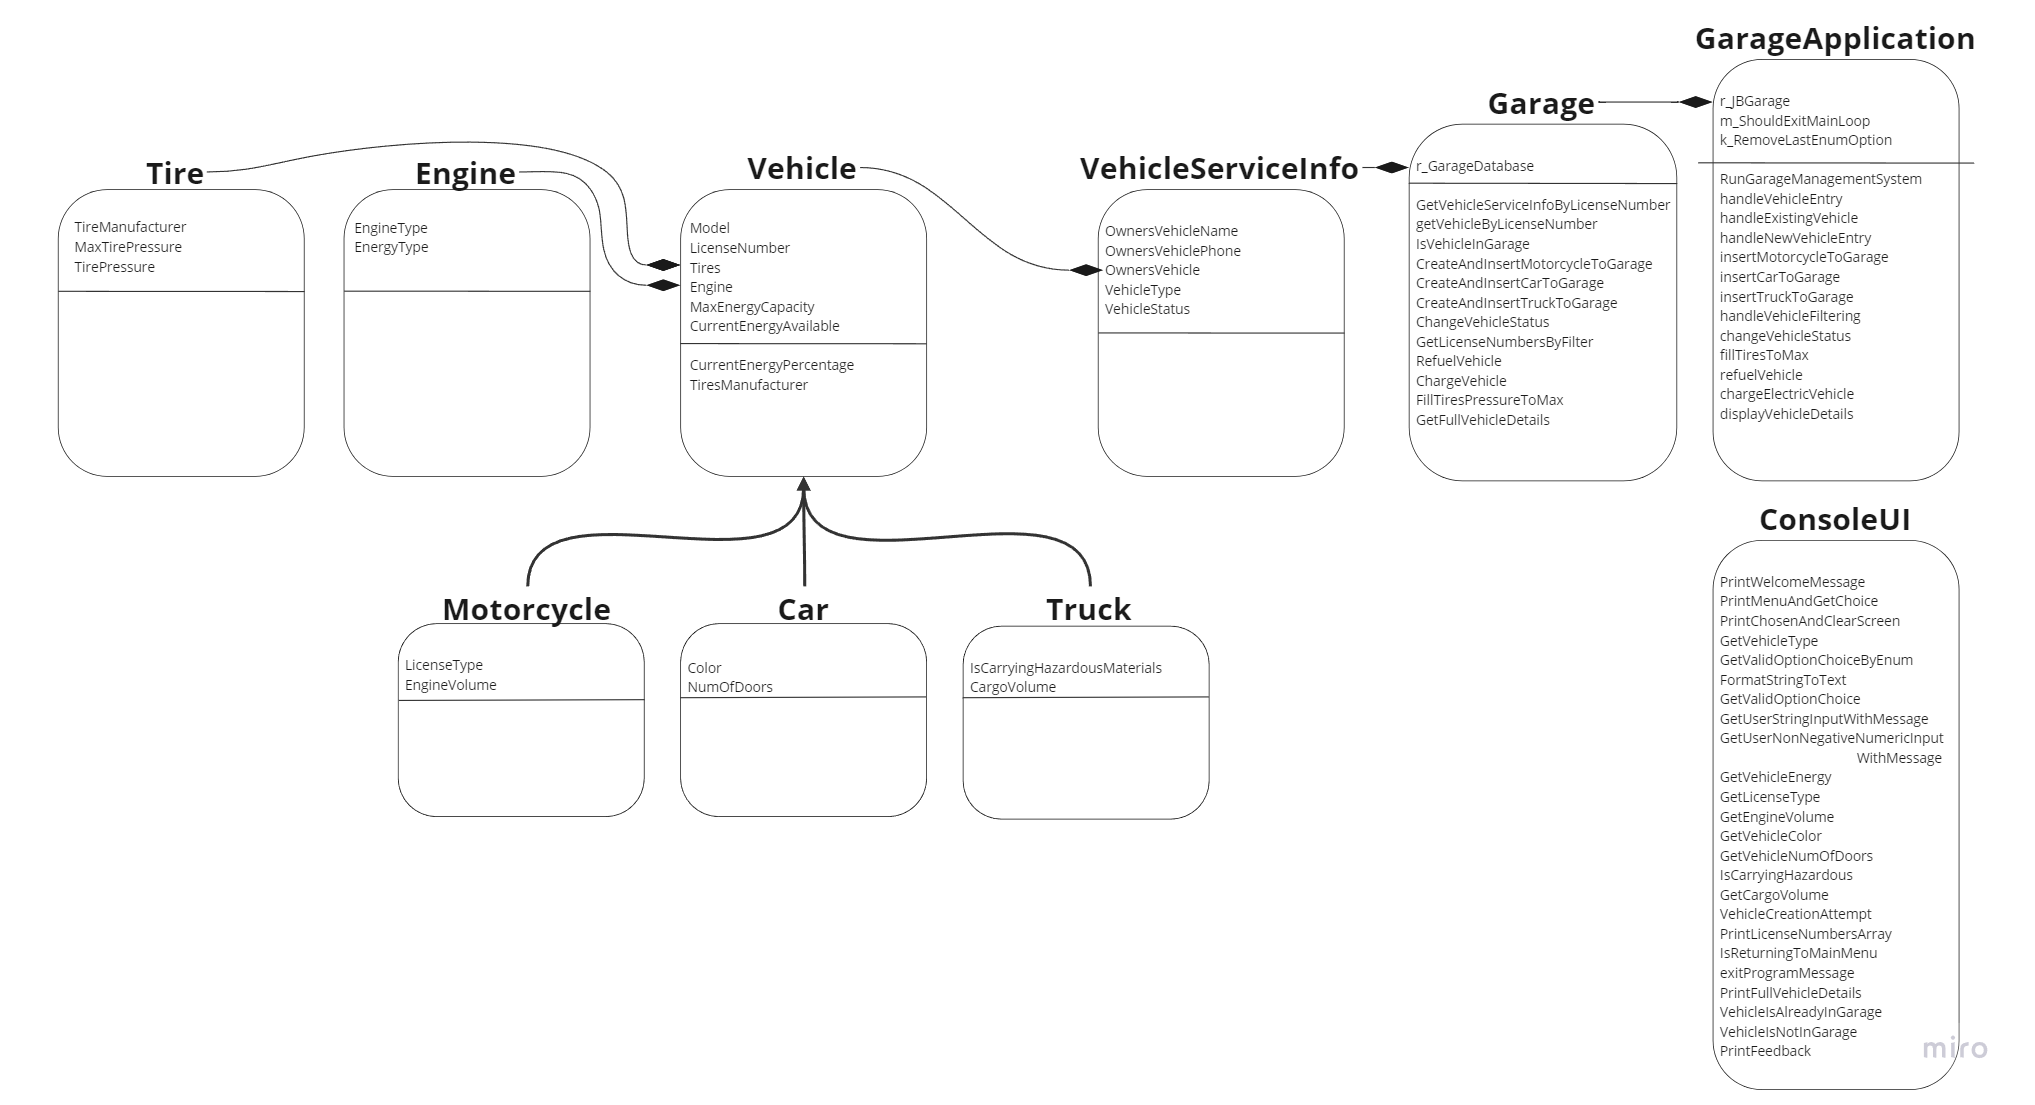 Tire
TireManufacturer
MaxTirePressure
TirePressure
Engine
EngineType
EnergyType
Vehicle
Model
LicenseNumber
Tires
Engine
MaxEnergyCapacity
CurrentEnergyAvailable
CurrentEnergyPercentage
TiresManufacturer
VehicleServiceInfo
OwnersVehicleName
OwnersVehiclePhone
OwnersVehicle
VehicleType
VehicleStatus
Garage
r_GarageDatabase
GetVehicleServiceInfoByLicenseNumber
getVehicleByLicenseNumber
IsVehicleInGarage
CreateAndInsertMotorcycleToGarage
CreateAndInsertCarToGarage
CreateAndInsertTruckToGarage
ChangeVehicleStatus
GetLicenseNumbersByFilter
RefuelVehicle
ChargeVehicle
FillTiresPressureToMax
GetFullVehicleDetails
GarageApplication
r_JBGarage
m_ShouldExitMainLoop
k_RemoveLastEnumOption
RunGarageManagementSystem
handleVehicleEntry
handleExistingVehicle
handleNewVehicleEntry
insertMotorcycleToGarage
insertCarToGarage
insertTruckToGarage
handleVehicleFiltering
changeVehicleStatus
fillTiresToMax
refuelVehicle
chargeElectricVehicle
displayVehicleDetails
Motorcycle
LicenseType
EngineVolume
Car
Color
NumOfDoors
Truck
IsCarryingHazardousMaterials
CargoVolume
ConsoleUI
PrintWelcomeMessage
PrintMenuAndGetChoice
PrintChosenAndClearScreen
GetVehicleType
GetValidOptionChoiceByEnum
FormatStringToText
GetValidOptionChoice
GetUserStringInputWithMessage
GetUserNonNegativeNumericInput
WithMessage
GetVehicleEnergy
GetLicenseType
GetEngineVolume
GetVehicleColor
GetVehicleNumOfDoors
IsCarryingHazardous
GetCargoVolume
VehicleCreationAttempt
PrintLicenseNumbersArray
IsReturningToMainMenu
exitProgramMessage
PrintFullVehicleDetails
VehicleIsAlreadyInGarage
VehicleIsNotInGarage
PrintFeedback
miro